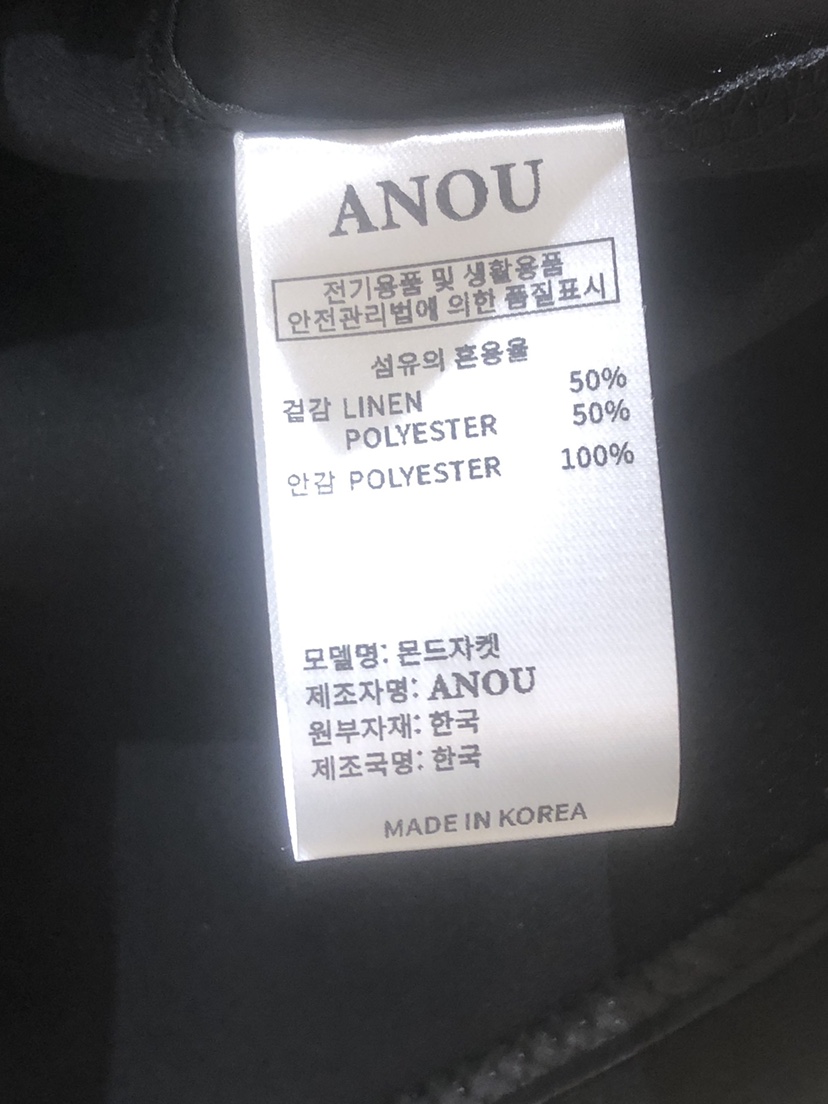 ANOU
전기용품 및 생활용품
안전관리법에 의한 품질표시
섬유의 혼용율
겉감 LINEN 50%
POLYESTER 50%
안감 POLYESTER 100%
모델명: 몬드자켓
제조자명: ANOU
원부자재: 한국
제조국명: 한국
MADE IN KOREA